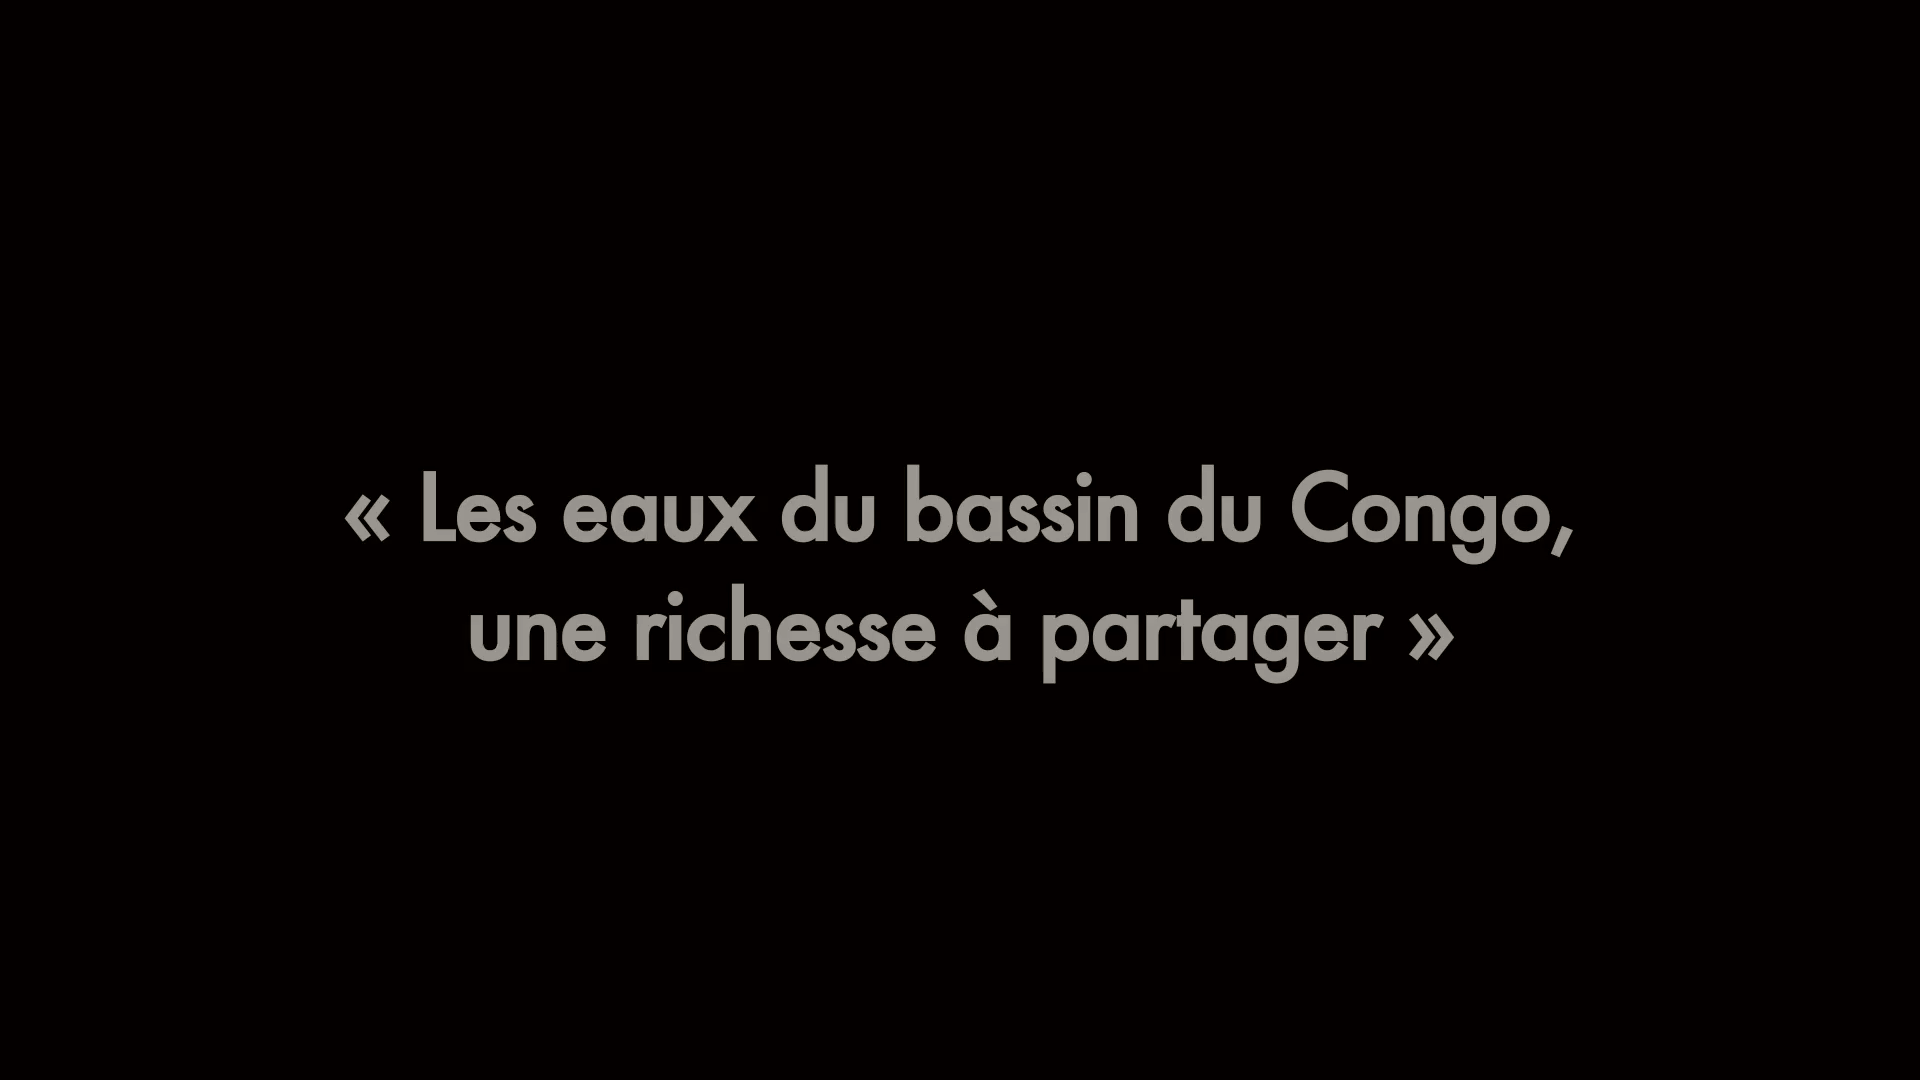 « Les eaux du bassin du Congo,
une richesse à partager »